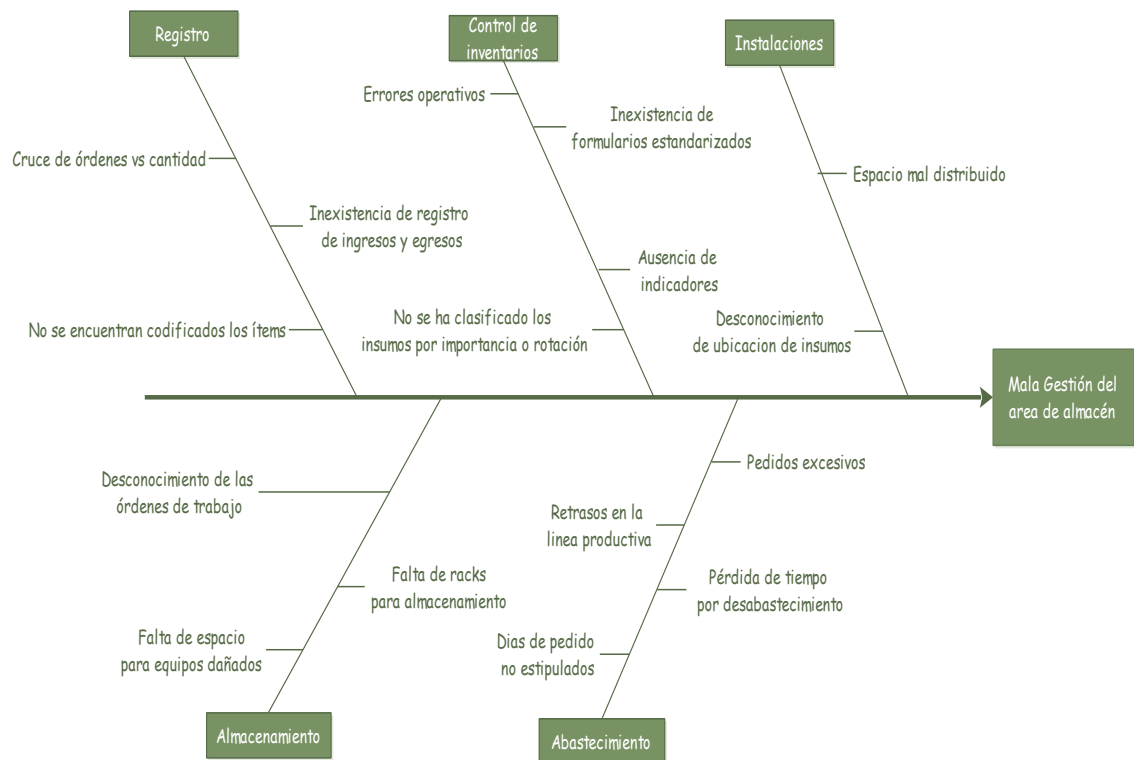 Registro
Control de
inventarios
Instalaciones
Errores operativos
Inexistencia de
formularios estandarizados
Cruce de órdenes vs cantidad
Espacio mal distribuido
Inexistencia de registro
de ingresos y egresos
Ausencia de
indicadores
No se encuentran codificados los ítems
No se ha clasificado los
insumos por importancia o rotación
Desconocimiento
de ubicacion de insumos
Mala Gestión del
area de almacén
Desconocimiento de las
órdenes de trabajo
Pedidos excesivos
Retrasos en la
linea productiva
Falta de racks
para almacenamiento
Pérdida de tiempo
por desabastecimiento
Falta de espacio
para equipos dañados
Dias de pedido
no estipulados
Almacenamiento
Abastecimiento